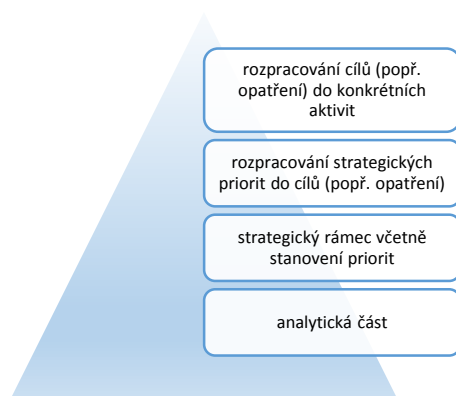 rozpracování cílů (popř.
opatření) do konkrétních
aktivit
rozpracování strategických
priorit do cílů (popř. opatření)
strategický rámec včetně
stanovení priorit
analytická část